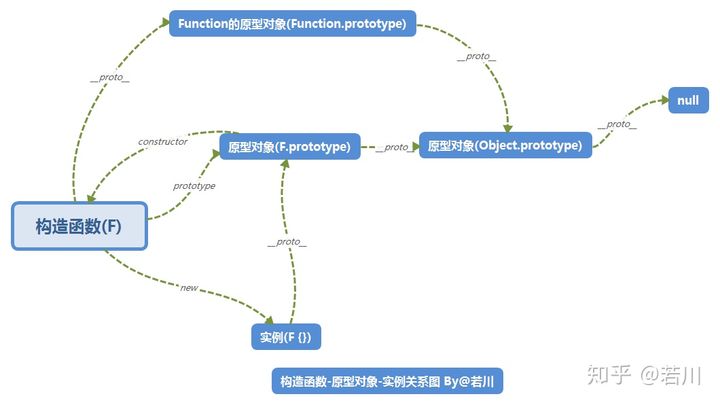 Function的原型对象(Function.prototype)
__proto__
__proto__
null
__proto__
constructor
原型对象(F.prototype)
__proto__
原型对象(Object.prototype)
prototype
构造函数(F)
__proto__
new
实例(F {})
构造函数-原型对象-实例关系图 By@若川
知乎 @若川